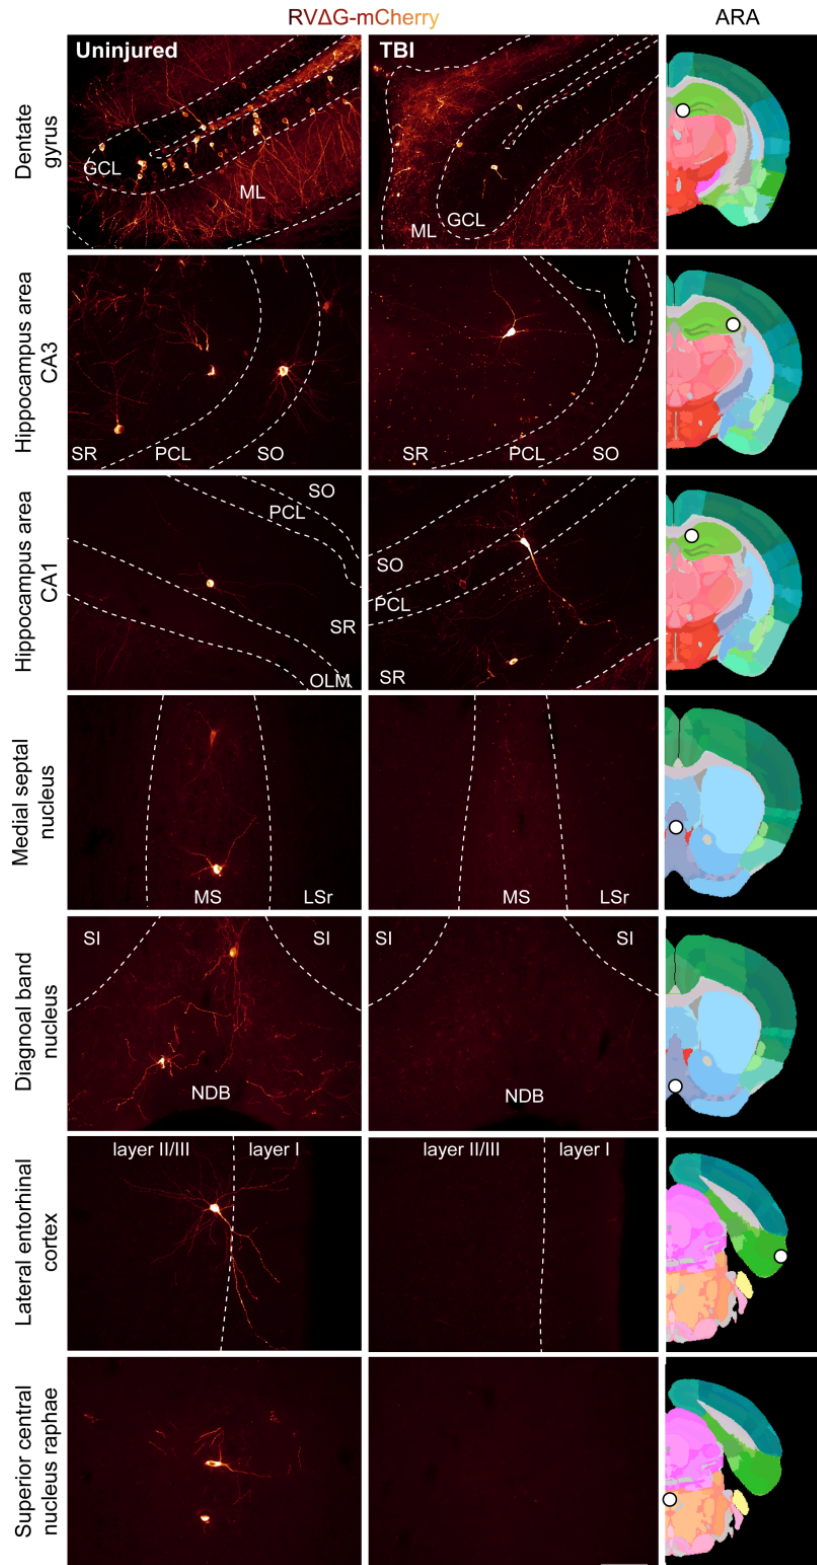 RVΔG-mCherry
ARA
Uninjured
TBI
Dentate
gyrus
GCL
ML
ML
GCL
Hippocampus area
CA3
SR
PCL
SO
SR
PCL
SO
Hippocampus area
CA1
SO
PCL
SR
OLM
SO
PCL
SR
Medial septal
nucleus
MS
LSr
MS
LSr
Diagnoal band
nucleus
SI
SI
NDB
SI
SI
NDB
Lateral entorhinal
cortex
layer II/III
layer I
layer II/III
layer I
Superior central
nucleus raphae